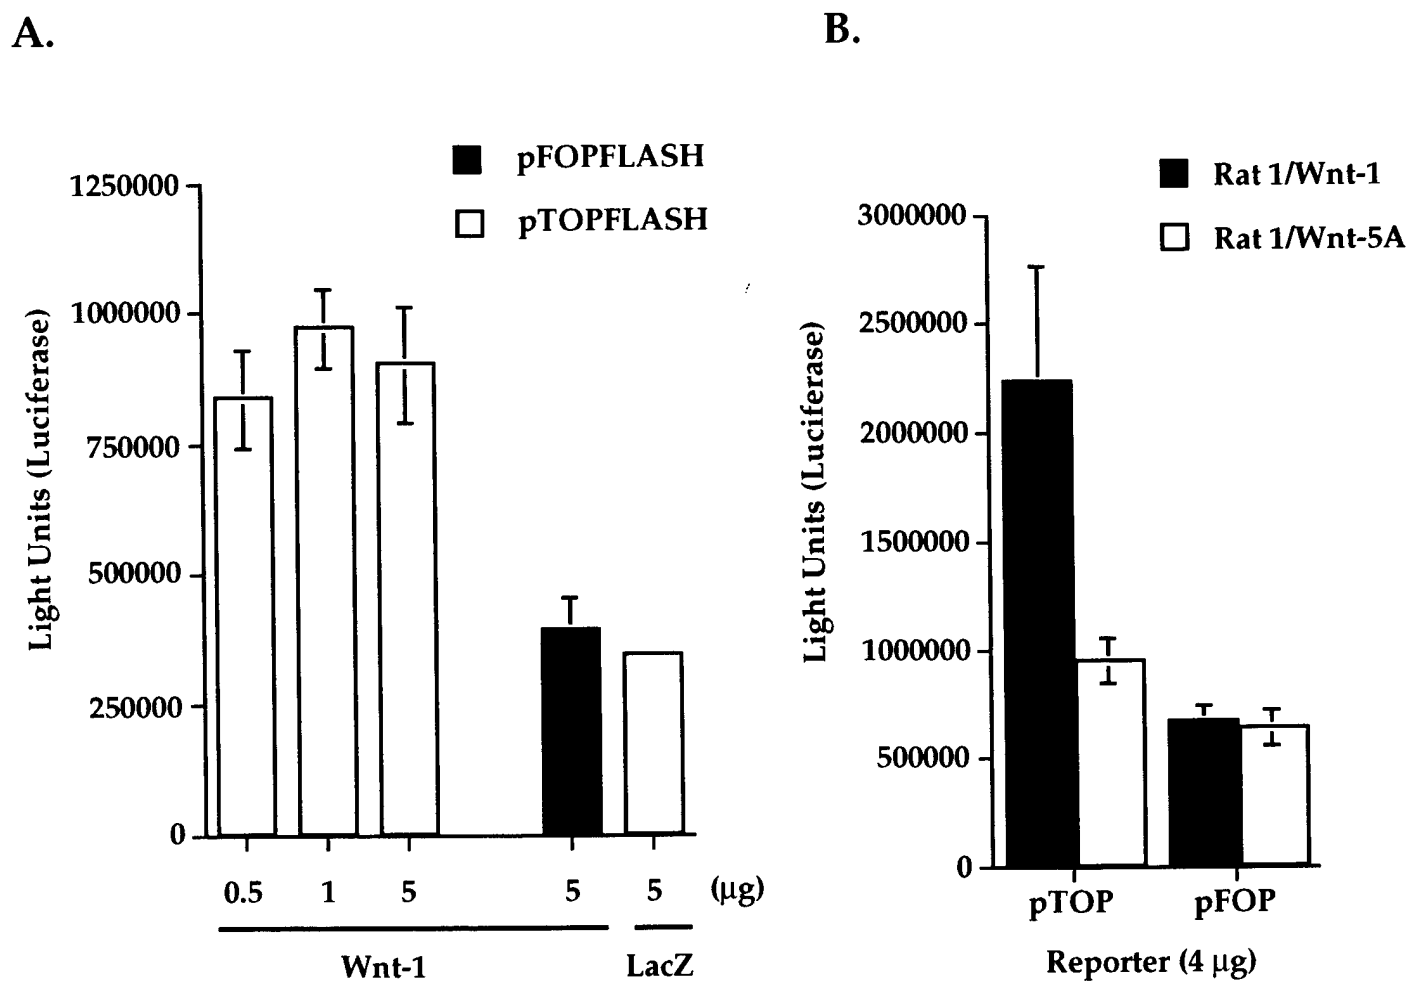 A.
pFOPFLASH
pTOPFLASH
Light Units (Luciferase)
1250000
1000000
750000
500000
250000
0
0.5 1 5 5 5 (μg)
Wnt-1 LacZ
B.
Rat 1/Wnt-1
Rat 1/Wnt-5A
Light Units (Luciferase)
3000000
2500000
2000000
1500000
1000000
500000
0
pTOP pFOP
Reporter (4 μg)